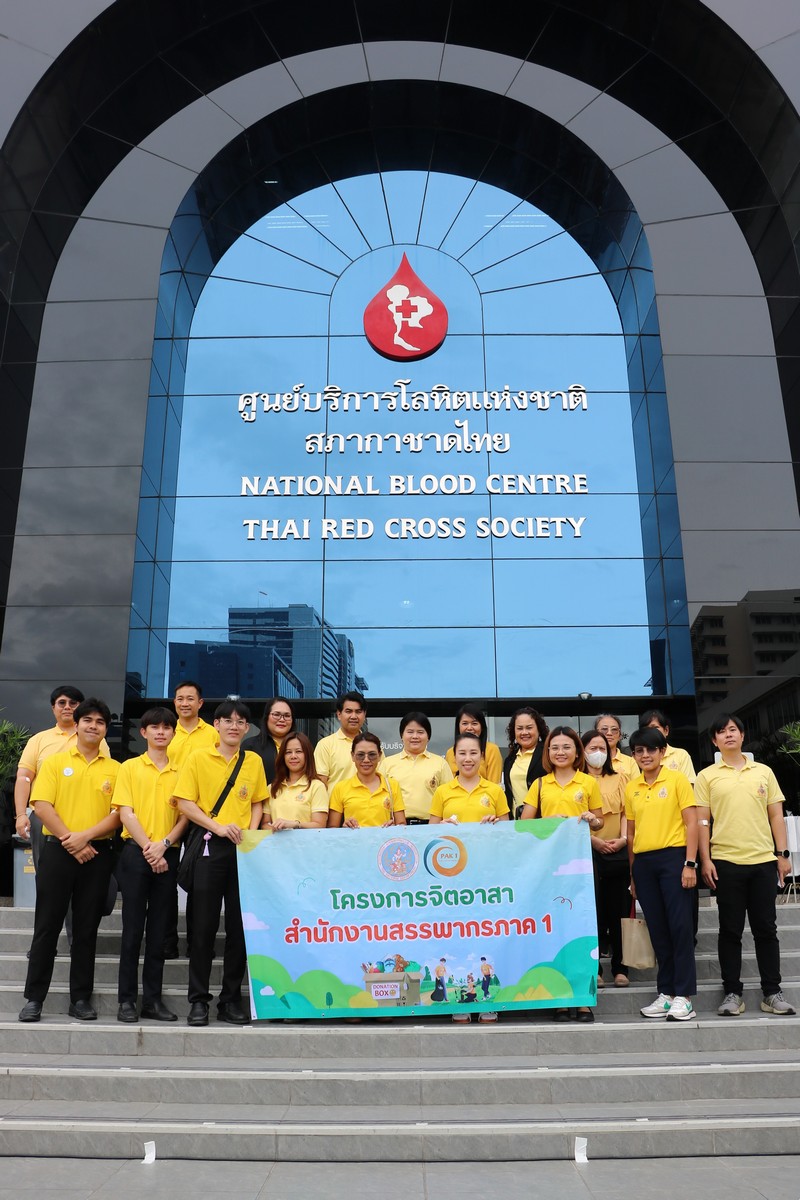 ศูนย์บริการโลหิตแห่งชาติ
สภากาชาดไทย
NATIONAL BLOOD CENTRE
THAI RED CROSS SOCIETY
PAK 1
โครงการจิตอาสา
สำนักงานสรรพากรภาค 1
DONATION
BOX